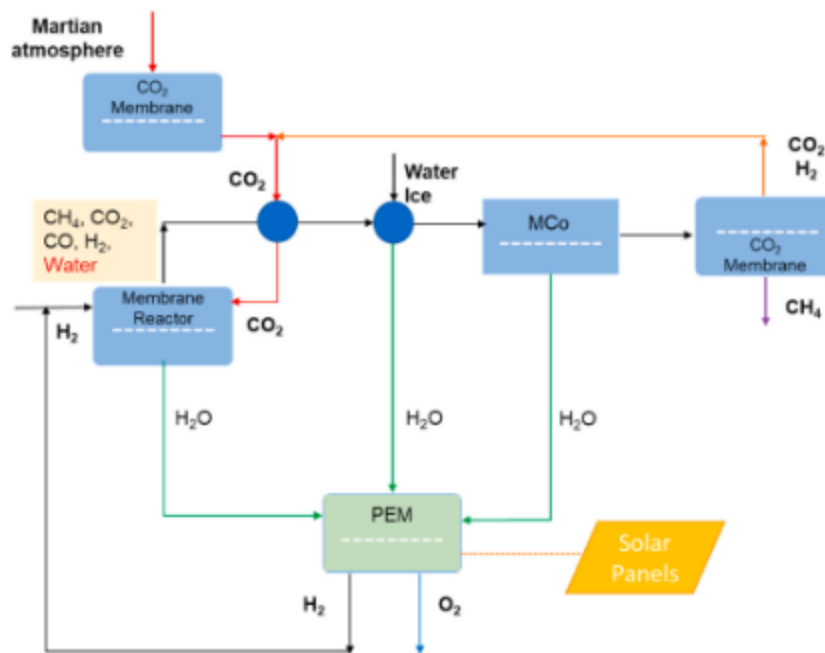 Martian
atmosphere
CO₂
Membrane
CO₂
Water
Ice
CO₂
H₂
CH₄, CO₂,
CO, H₂,
Water
MCo
CO₂
Membrane
Membrane
Reactor
H₂
CO₂
CH₄
H₂O
H₂O
H₂O
PEM
Solar
Panels
H₂
O₂